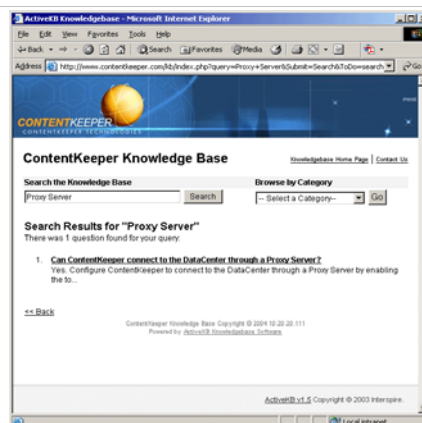 ActiveKB Knowledgebase - Microsoft Internet Explorer
File Edit View Favorites Tools Help
Back Search Favorites Media
Address http://www.contentkeeper.com/kb/index.php?query=Proxy+Server&Submit=Search&ToDo=search Go
CONTENTKEEPER
CONTENTKEEPER TECHNOLOGIES
ContentKeeper Knowledge Base
Knowledgebase Home Page | Contact Us
Search the Knowledge Base Browse by Category
Proxy Server Search -- Select a Category-- Go
Search Results for "Proxy Server"
There was 1 question found for your query:
1. Can ContentKeeper connect to the DataCenter through a Proxy Server?
Yes. Configure ContentKeeper to connect to the DataCenter through a Proxy Server by enabling
the to...
<< Back
ContentKeeper Knowledge Base Copyright © 2004 10.20.20.111
Powered by ActiveKB Knowledgebase Software
ActiveKB v1.5 Copyright © 2003 Interspire.
Local intranet